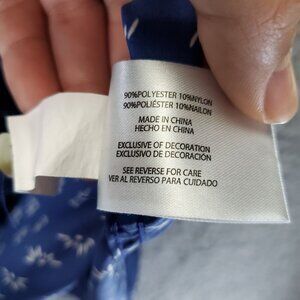 90%POLYESTER 10%NYLON
90%POLIÉSTER 10%NAILON
MADE IN CHINA
HECHO EN CHINA
EXCLUSIVE OF DECORATION
EXCLUSIVO DE DECORACIÓN
SEE REVERSE FOR CARE
VER AL REVERSO PARA CUIDADO